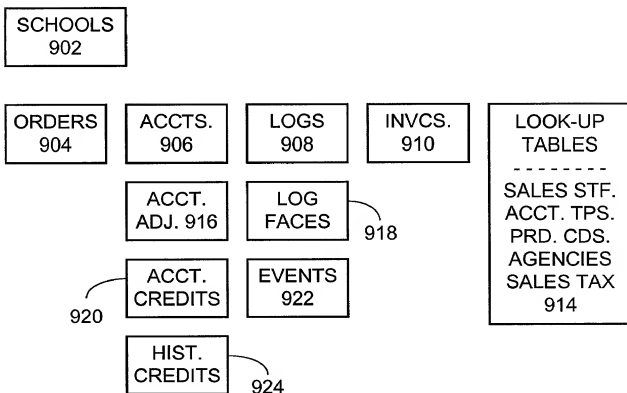 SCHOOLS
902
ORDERS
904
ACCTS.
906
LOGS
908
INVCS.
910
LOOK-UP
TABLES
--------
SALES STF.
ACCT. TPS.
PRD. CDS.
AGENCIES
SALES TAX
914
ACCT.
ADJ. 916
LOG
FACES
918
ACCT.
CREDITS
920
EVENTS
922
HIST.
CREDITS
924